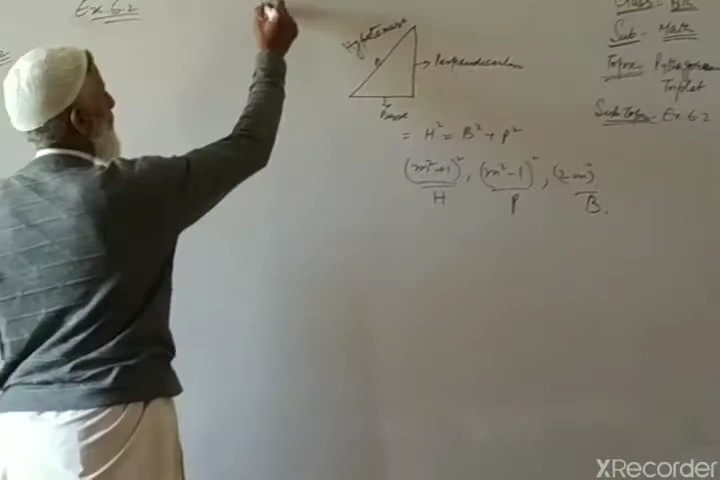 Ex.6.2
Hypotenuse
→ Perpendicular
Base
= H² = B² + P²
(m²+1)², (m²-1)², (2m)²
H P B.
Sub- Math
Topic Pythagorean
Triplet
Sub Topic- Ex. 6.2
XRecorder